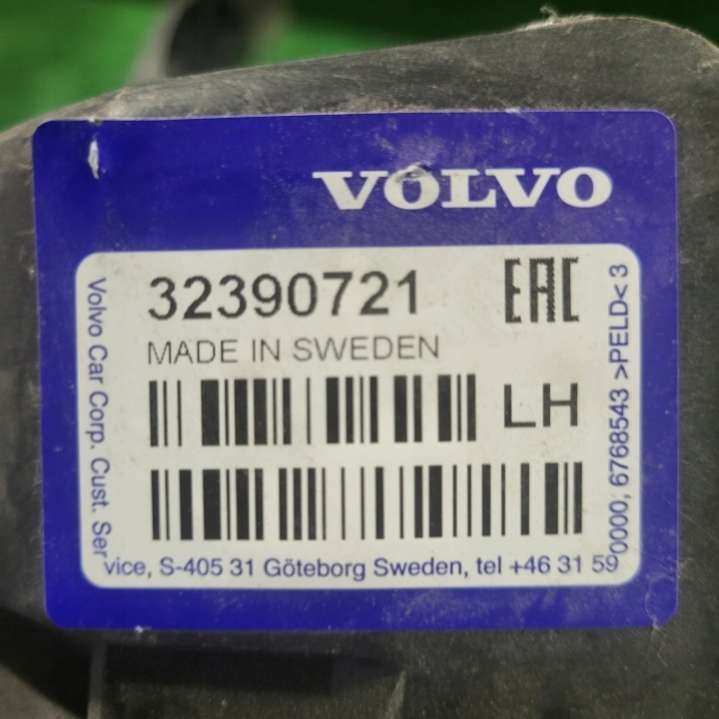 VOLVO
32390721
EAC
MADE IN SWEDEN
LH
Volvo Car Corp. Cust. Service, S-405 31 Göteborg Sweden, tel +46 31 590000, 6768543 >PELD< 3